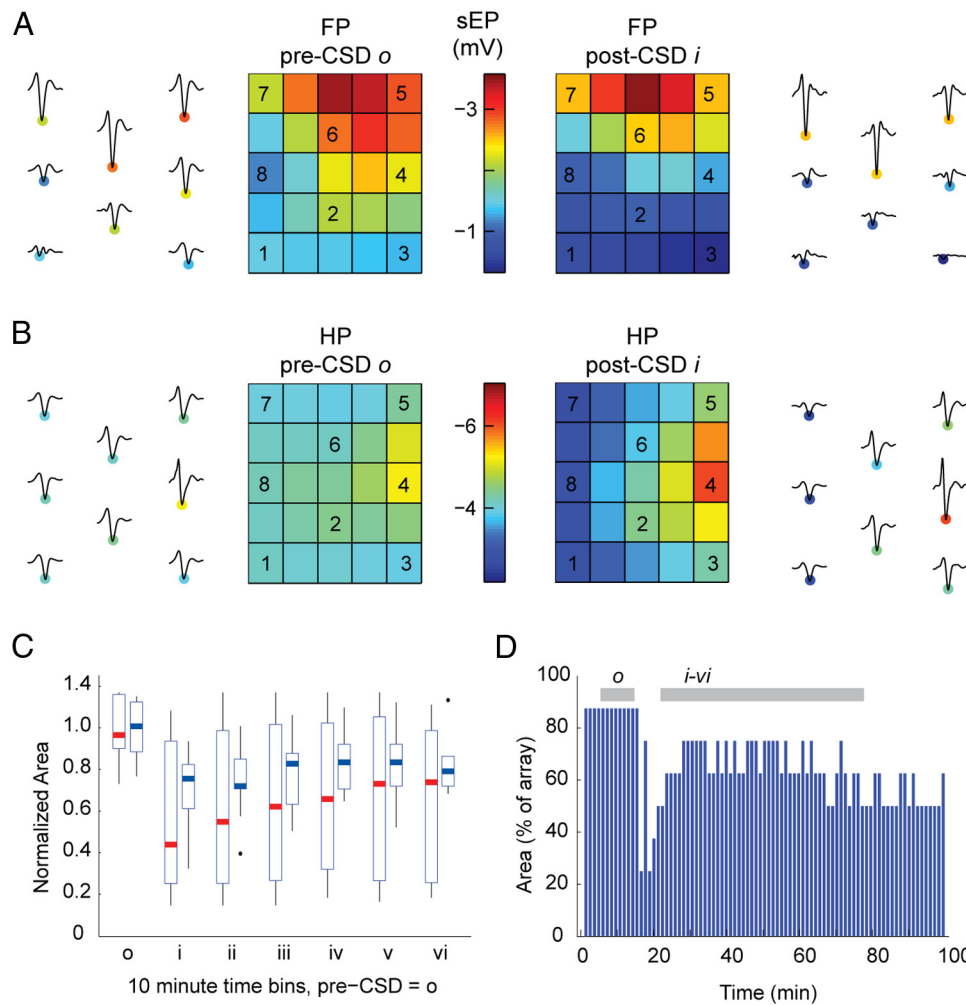 A
FP
pre-CSD o
sEP
(mV)
FP
post-CSD i
7
5
6
8
4
2
1
3
−3
−1
7
5
6
8
4
2
1
3
B
HP
pre-CSD o
HP
post-CSD i
7
5
6
8
4
2
1
3
−6
−4
7
5
6
8
4
2
1
3
C
Normalized Area
1.4
1.0
0.8
0.6
0.4
0.2
0
o i ii iii iv v vi
10 minute time bins, pre−CSD = o
D
o
i-vi
Area (% of array)
100
80
60
40
20
0
0 20 40 60 80 100
Time (min)